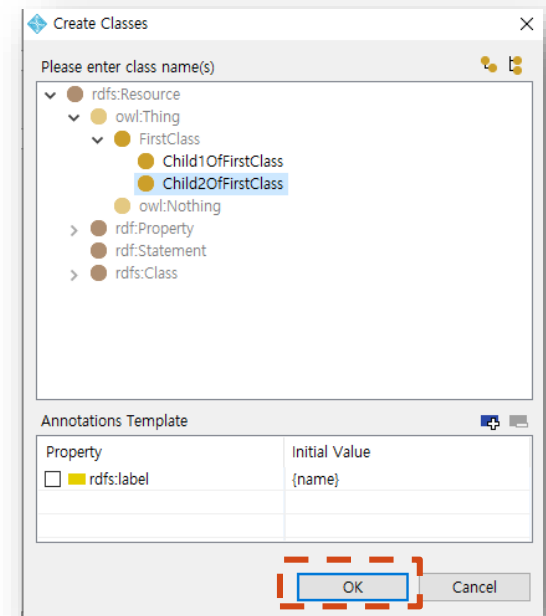 Create Classes
Please enter class name(s)
rdfs:Resource
owl:Thing
FirstClass
Child1OfFirstClass
Child2OfFirstClass
owl:Nothing
rdf:Property
rdf:Statement
rdfs:Class
Annotations Template
Property Initial Value
rdfs:label {name}
OK Cancel